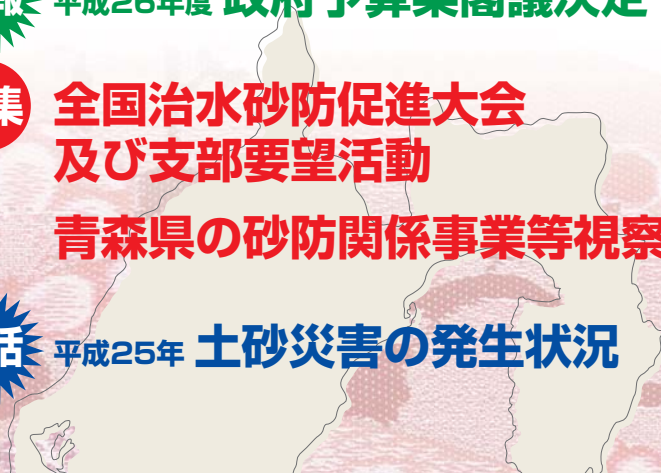 報 平成26年度 政府予算案閣議決定
集 全国治水砂防促進大会
及び支部要望活動
青森県の砂防関係事業等視察
話 平成25年 土砂災害の発生状況